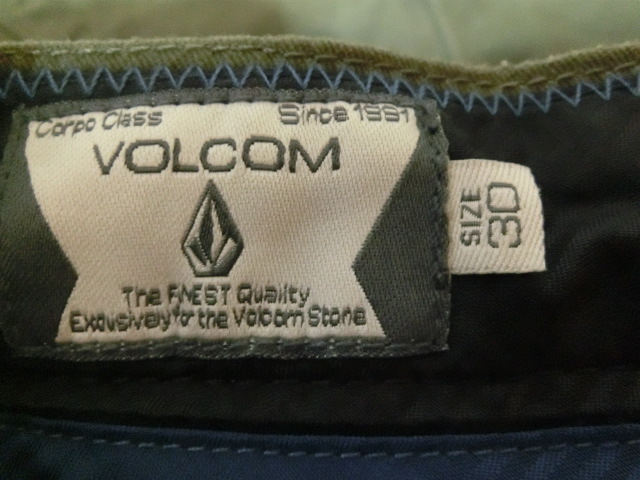 Corpo Class Since 1991
VOLCOM
The FINEST Quality
Exclusively for the Volcom Stone
SIZE
30